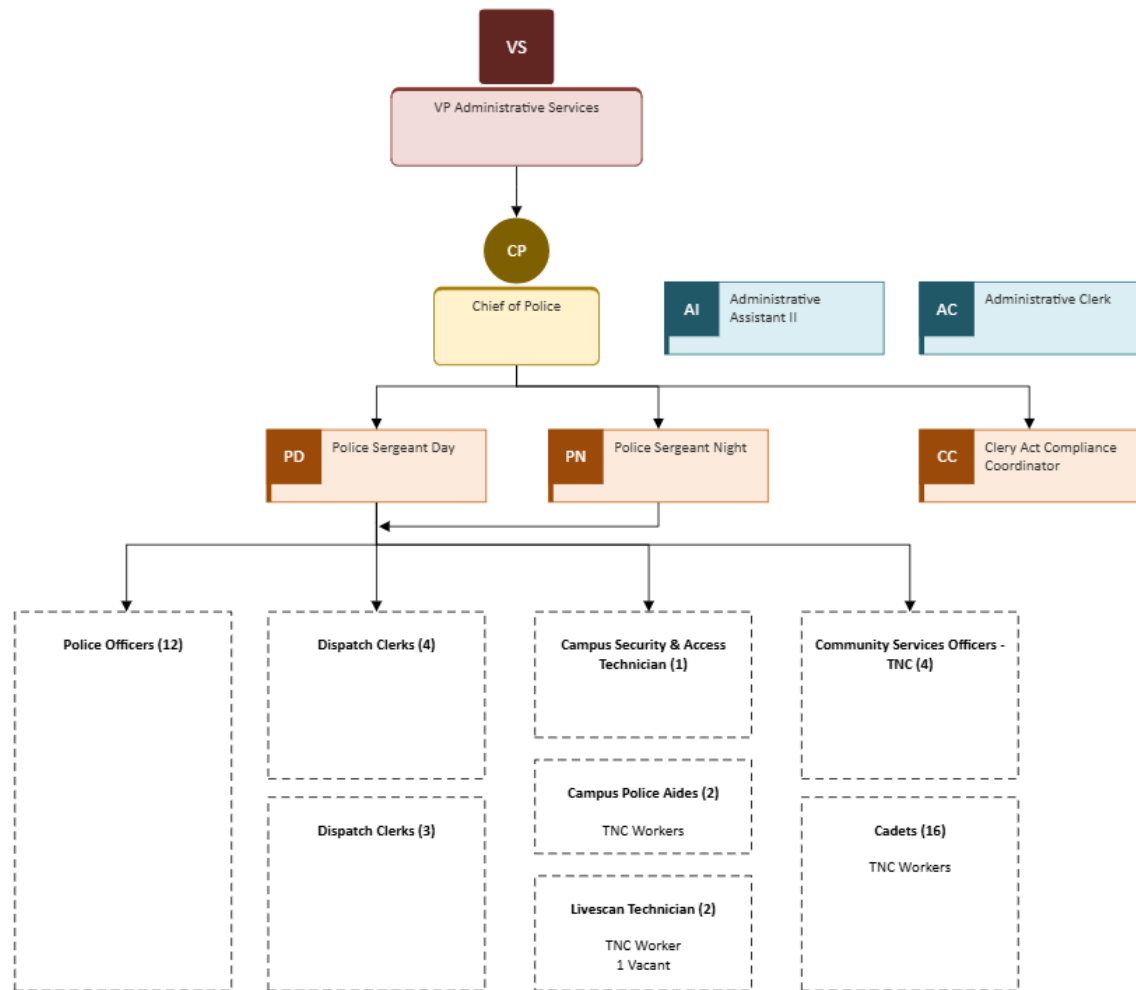 VS
VP Administrative Services
CP
Chief of Police
AI
Administrative
Assistant II
AC
Administrative Clerk
PD
Police Sergeant Day
PN
Police Sergeant Night
CC
Clery Act Compliance
Coordinator
Police Officers (12)
Dispatch Clerks (4)
Dispatch Clerks (3)
Campus Security & Access
Technician (1)
Campus Police Aides (2)
TNC Workers
Livescan Technician (2)
TNC Worker
1 Vacant
Community Services Officers -
TNC (4)
Cadets (16)
TNC Workers